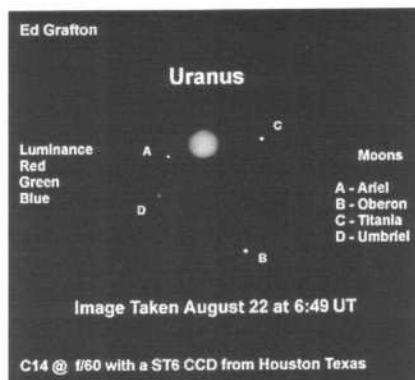 Ed Grafton
Uranus
C
Luminance
Red
Green
Blue
A
Moons
A - Ariel
B - Oberon
C - Titania
D - Umbriel
D
B
Image Taken August 22 at 6:49 UT
C14 @ f/60 with a ST6 CCD from Houston Texas